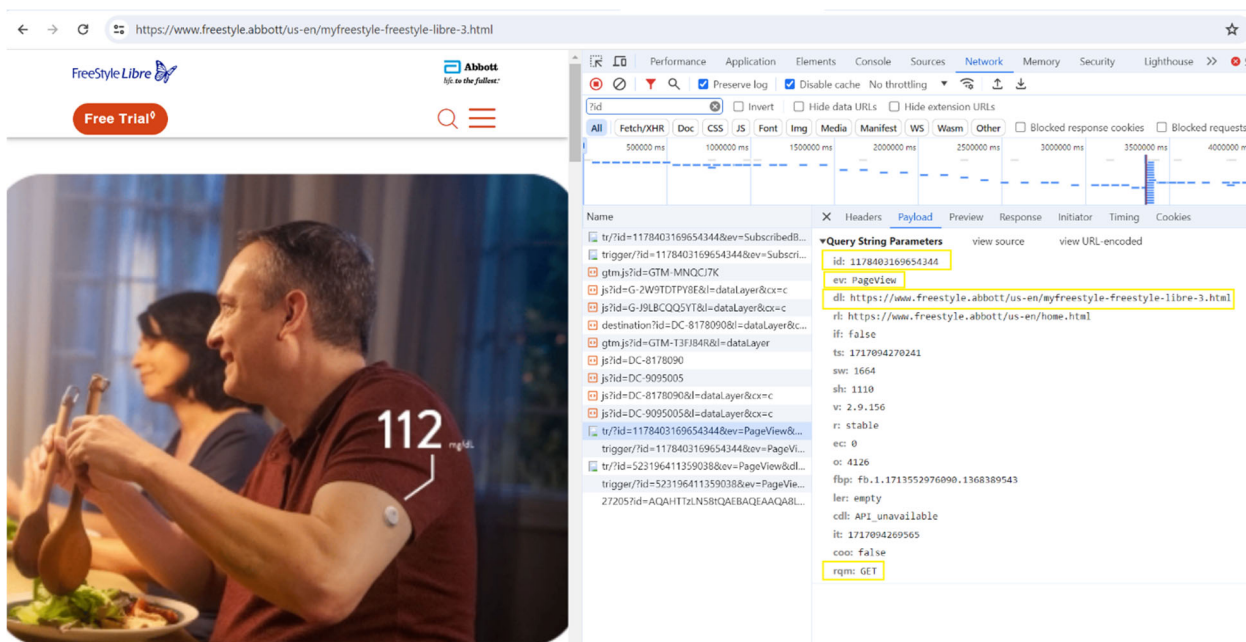 https://www.freestyle.abbott/us-en/myfreestyle-freestyle-libre-3.html
FreeStyle Libre
Abbott
life. to the fullest.®
Free Trial◊
112 mg/dL
Performance Application Elements Console Sources Network Memory Security Lighthouse
Preserve log Disable cache No throttling
?id Invert Hide data URLs Hide extension URLs
All Fetch/XHR Doc CSS JS Font Img Media Manifest WS Wasm Other Blocked response cookies Blocked requests
500000 ms 1000000 ms 1500000 ms 2000000 ms 2500000 ms 3000000 ms 3500000 ms 4000000 m
Name
tr/?id=1178403169654344&ev=SubscribedB...
trigger/?id=1178403169654344&ev=Subscri...
gtm.js?id=GTM-MNQCJ7K
js?id=G-2W9TDTPY8E&l=dataLayer&cx=c
js?id=G-J9LBCQQ5YT&l=dataLayer&cx=c
destination?id=DC-8178090&l=dataLayer&c...
gtm.js?id=GTM-T3FJ84R&l=dataLayer
js?id=DC-8178090
js?id=DC-9095005
js?id=DC-8178090&l=dataLayer&cx=c
js?id=DC-9095005&l=dataLayer&cx=c
tr/?id=1178403169654344&ev=PageView&...
trigger/?id=1178403169654344&ev=PageVi...
tr/?id=523196411359038&ev=PageView&dl...
trigger/?id=523196411359038&ev=PageVie...
27205?id=AQAHTTzLN58tQAEBAQEAAQA8L...
Headers Payload Preview Response Initiator Timing Cookies
Query String Parameters view source view URL-encoded
id: 1178403169654344
ev: PageView
dl: https://www.freestyle.abbott/us-en/myfreestyle-freestyle-libre-3.html
rl: https://www.freestyle.abbott/us-en/home.html
if: false
ts: 1717094270241
sw: 1664
sh: 1110
v: 2.9.156
r: stable
ec: 0
o: 4126
fbp: fb.1.1713552976090.1368389543
ler: empty
cdl: API_unavailable
it: 1717094269565
coo: false
rqm: GET